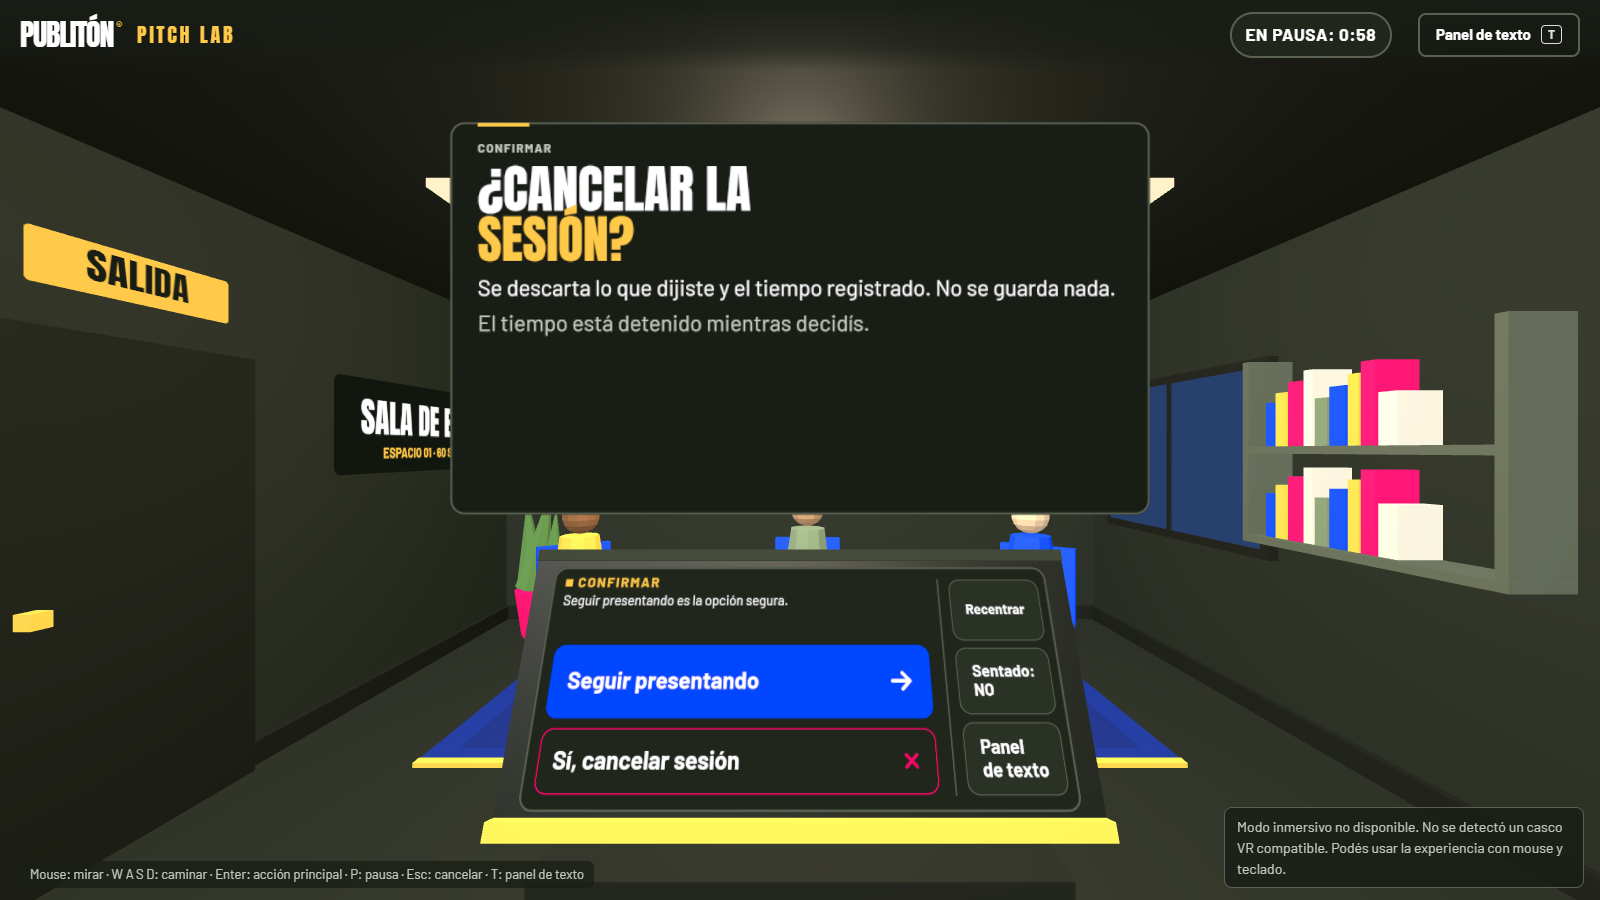 PUBLITÓN PITCH LAB
EN PAUSA: 0:58
Panel de texto T
CONFIRMAR
¿CANCELAR LA
SESIÓN?
Se descarta lo que dijiste y el tiempo registrado. No se guarda nada.
El tiempo está detenido mientras decidís.
SALIDA
SALA DE
ESPACIO 01 · 60
CONFIRMAR
Seguir presentando es la opción segura.
Seguir presentando
Sí, cancelar sesión
Recentrar
Sentado:
NO
Panel
de texto
Mouse: mirar · W A S D: caminar · Enter: acción principal · P: pausa · Esc: cancelar · T: panel de texto
Modo inmersivo no disponible. No se detectó un casco
VR compatible. Podés usar la experiencia con mouse y
teclado.